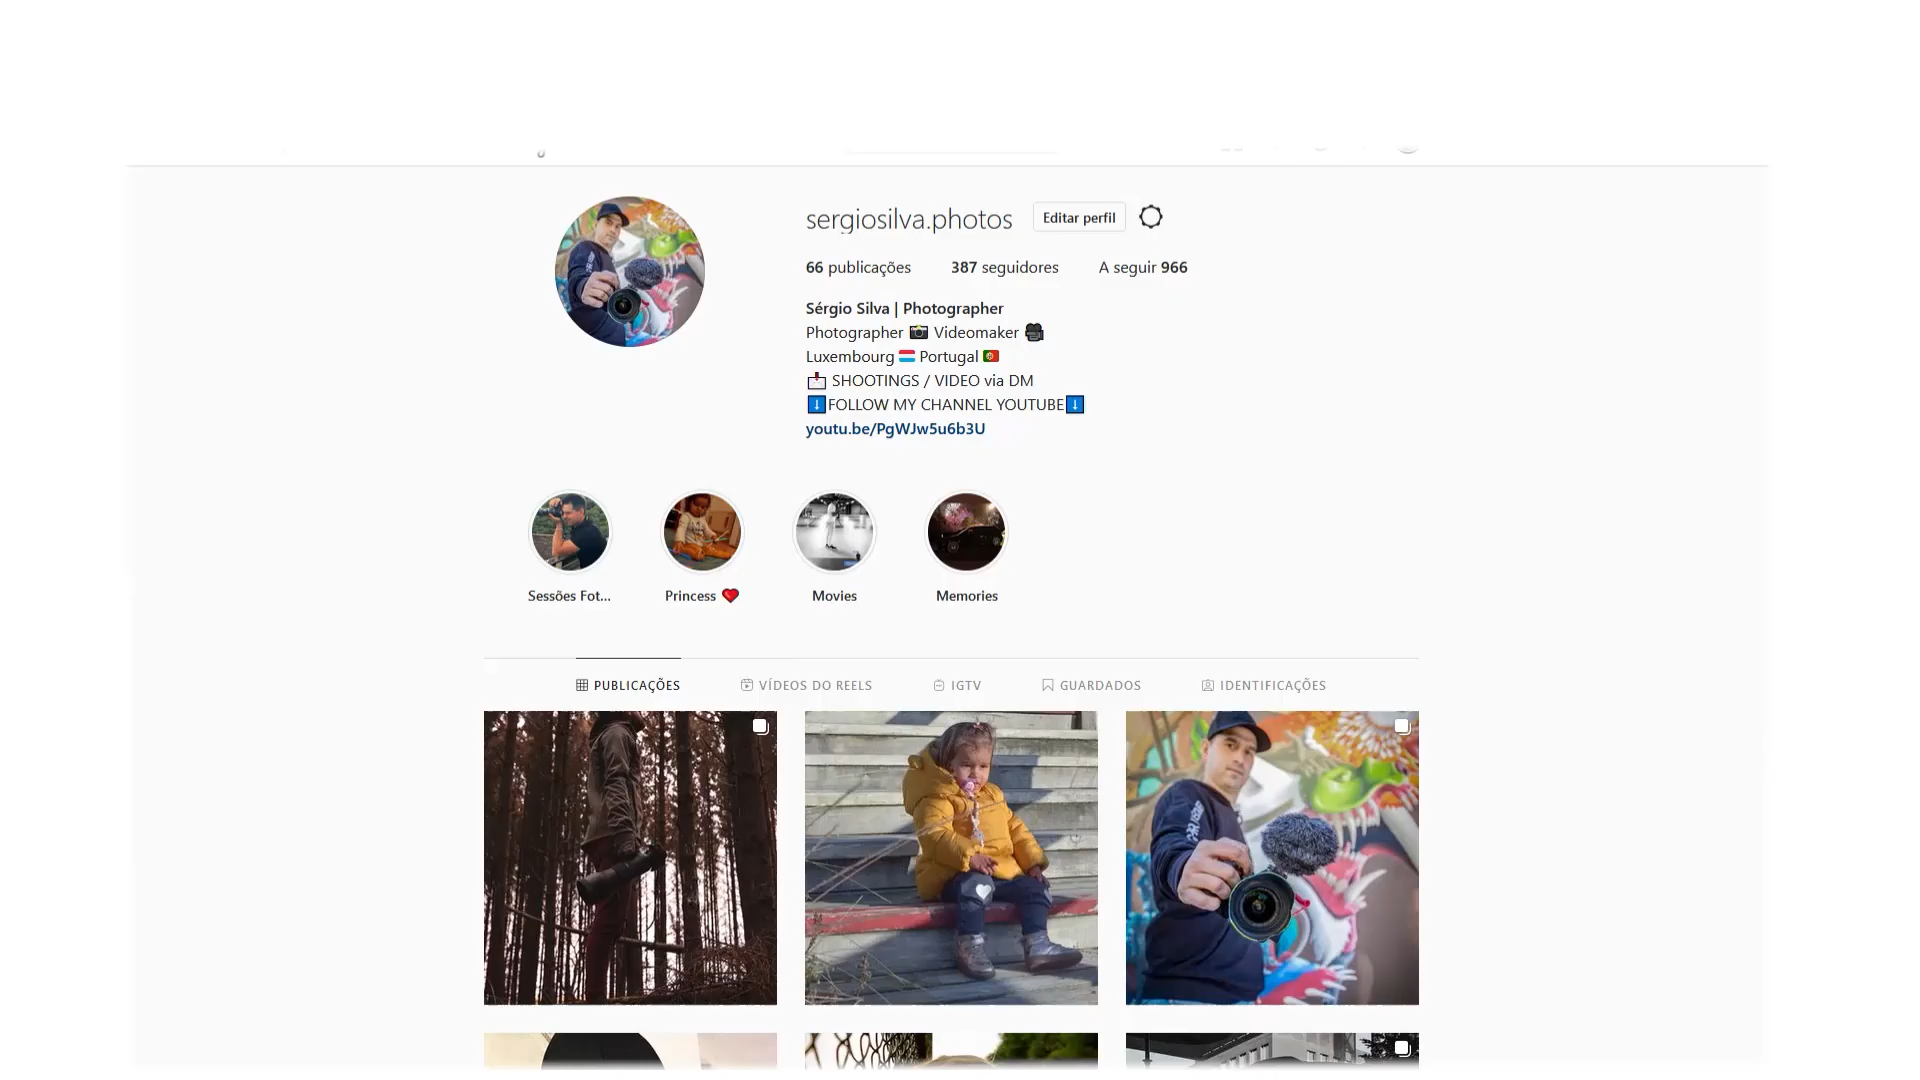 sergiosilva.photos Editar perfil
66 publicações 387 seguidores A seguir 966
Sérgio Silva | Photographer
Photographer 📷 Videomaker 🎥
Luxembourg 🇱🇺 Portugal 🇵🇹
📩 SHOOTINGS / VIDEO via DM
⬇️FOLLOW MY CHANNEL YOUTUBE⬇️
youtu.be/PgWJw5u6b3U
Sessões Fot... Princess ❤️ Movies Memories
PUBLICAÇÕES VÍDEOS DO REELS IGTV GUARDADOS IDENTIFICAÇÕES